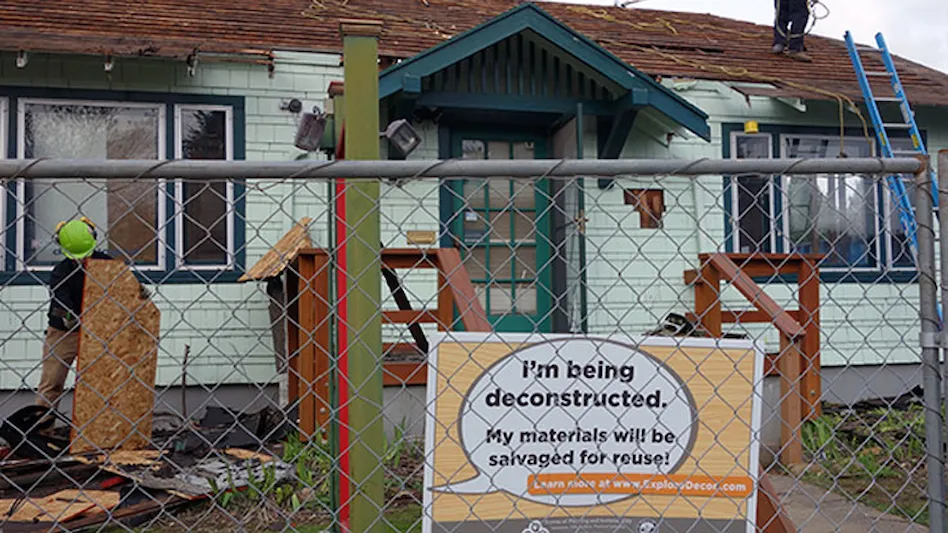 I'm being
deconstructed.
My materials will be
salvaged for reuse!
Learn more at www.ExploreDecon.com